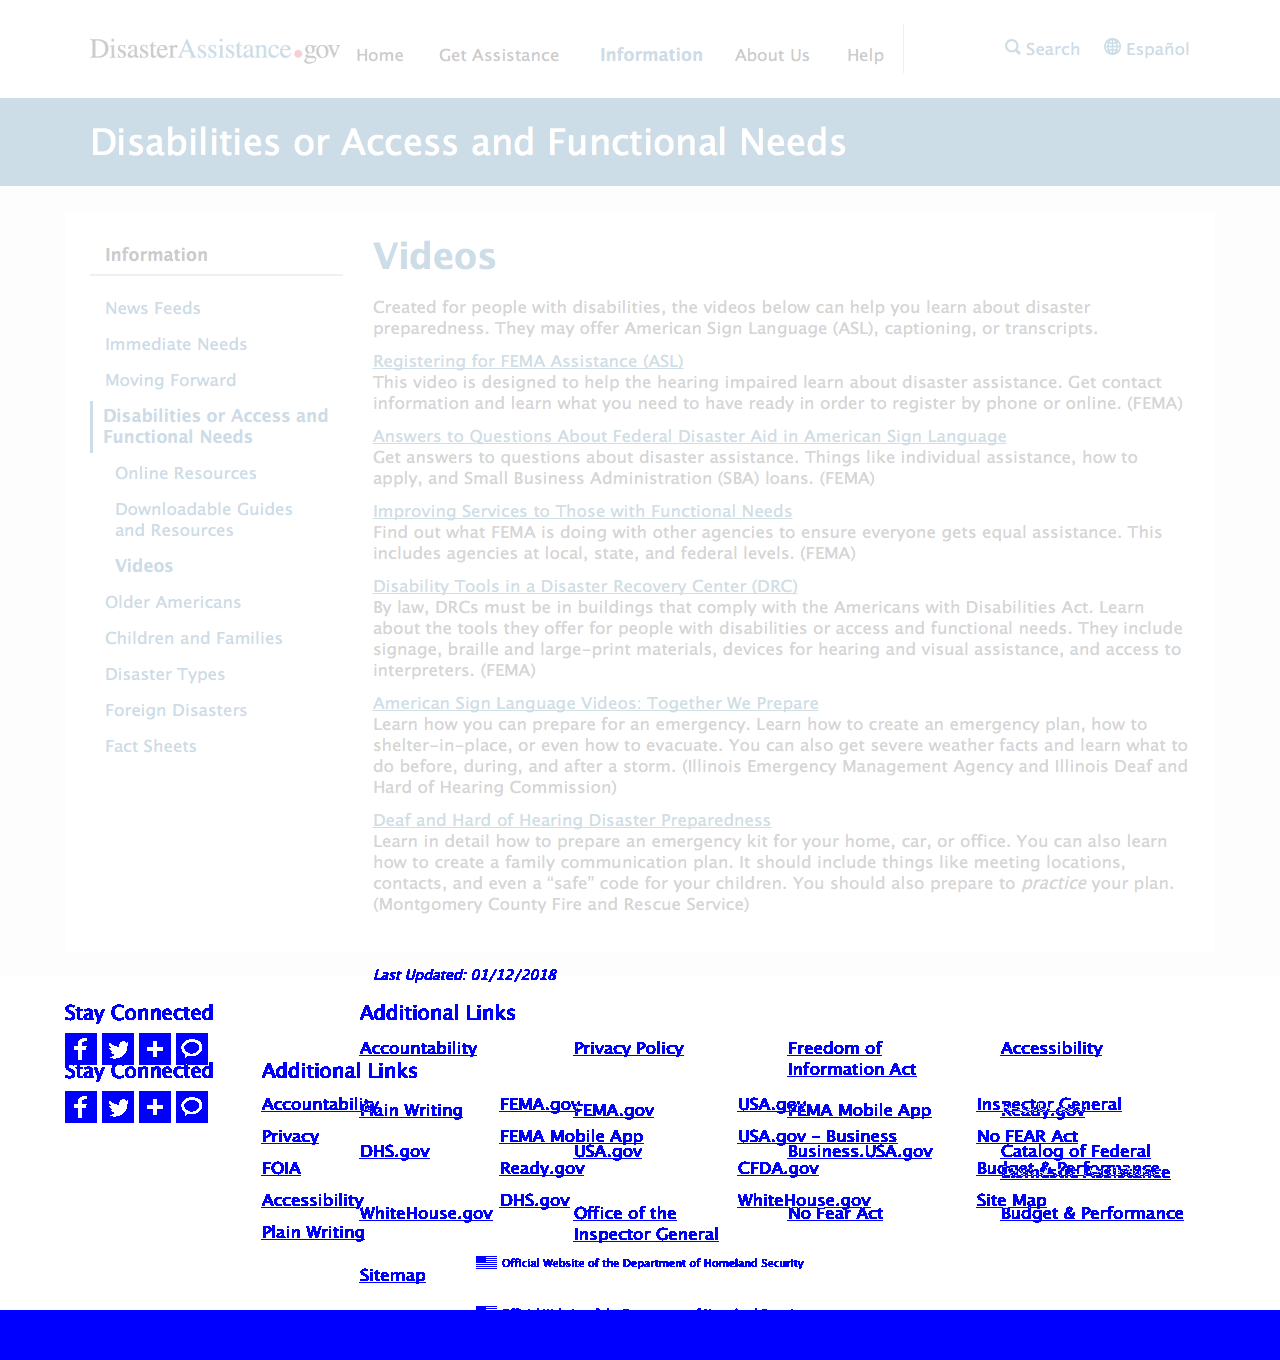 DisasterAssistance.gov
Home
Get Assistance
Information
About Us
Help
Search
Español
Disabilities or Access and Functional Needs
Information
News Feeds
Immediate Needs
Moving Forward
Disabilities or Access and
Functional Needs
Online Resources
Downloadable Guides
and Resources
Videos
Older Americans
Children and Families
Disaster Types
Foreign Disasters
Fact Sheets
Videos
Created for people with disabilities, the videos below can help you learn about disaster
preparedness. They may offer American Sign Language (ASL), captioning, or transcripts.
Registering for FEMA Assistance (ASL)
This video is designed to help the hearing impaired learn about disaster assistance. Get contact
information and learn what you need to have ready in order to register by phone or online. (FEMA)
Answers to Questions About Federal Disaster Aid in American Sign Language
Get answers to questions about disaster assistance. Things like individual assistance, how to
apply, and Small Business Administration (SBA) loans. (FEMA)
Improving Services to Those with Functional Needs
Find out what FEMA is doing with other agencies to ensure everyone gets equal assistance. This
includes agencies at local, state, and federal levels. (FEMA)
Disability Tools in a Disaster Recovery Center (DRC)
By law, DRCs must be in buildings that comply with the Americans with Disabilities Act. Learn
about the tools they offer for people with disabilities or access and functional needs. They include
signage, braille and large-print materials, devices for hearing and visual assistance, and access to
interpreters. (FEMA)
American Sign Language Videos: Together We Prepare
Learn how you can prepare for an emergency. Learn how to create an emergency plan, how to
shelter-in-place, or even how to evacuate. You can also get severe weather facts and learn what to
do before, during, and after a storm. (Illinois Emergency Management Agency and Illinois Deaf and
Hard of Hearing Commission)
Deaf and Hard of Hearing Disaster Preparedness
Learn in detail how to prepare an emergency kit for your home, car, or office. You can also learn
how to create a family communication plan. It should include things like meeting locations,
contacts, and even a “safe” code for your children. You should also prepare to practice your plan.
(Montgomery County Fire and Rescue Service)
Last Updated: 01/12/2018
Stay Connected
Additional Links
Accountability
Privacy Policy
Freedom of
Information Act
Accessibility
Stay Connected
Additional Links
Accountability
FEMA.gov
USA.gov
Inspector General
Plain Writing
FEMA.gov
FEMA Mobile App
Ready.gov
Privacy
FEMA Mobile App
USA.gov - Business
No FEAR Act
DHS.gov
USA.gov
Business.USA.gov
Catalog of Federal
Domestic Assistance
FOIA
Ready.gov
CFDA.gov
Budget & Performance
Accessibility
DHS.gov
WhiteHouse.gov
Site Map
WhiteHouse.gov
Office of the
Inspector General
No Fear Act
Budget & Performance
Plain Writing
Official Website of the Department of Homeland Security
Sitemap